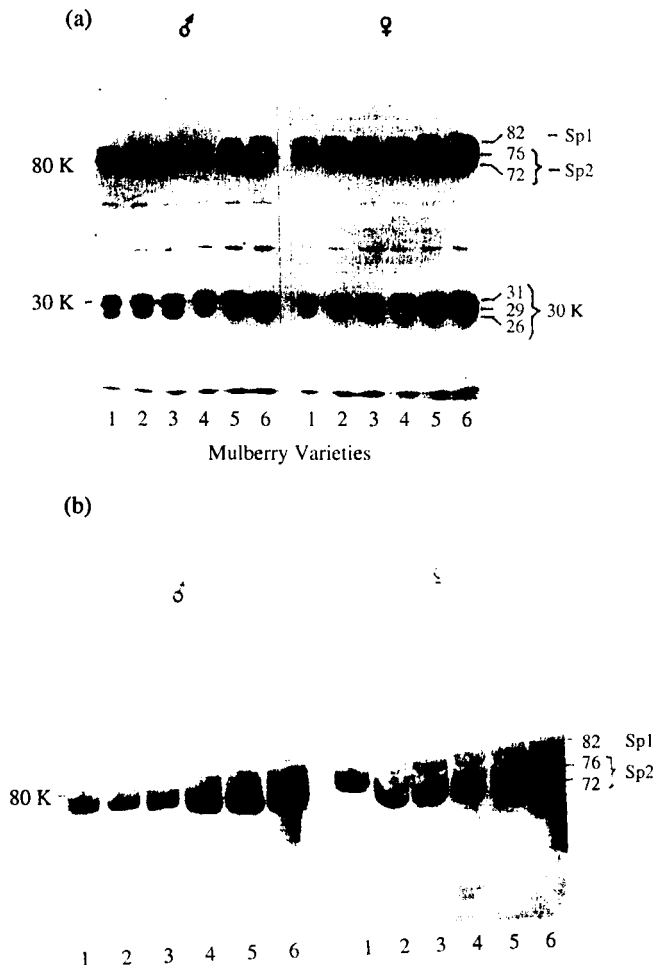 (a)
♂ ♀
82 – Sp1
80 K 76
72 } – Sp2
30 K - 31
29 } 30 K
26
1 2 3 4 5 6 1 2 3 4 5 6
Mulberry Varieties
(b)
♂ ♀
82 Sp1
76
80 K - 72 } Sp2
1 2 3 4 5 6 1 2 3 4 5 6